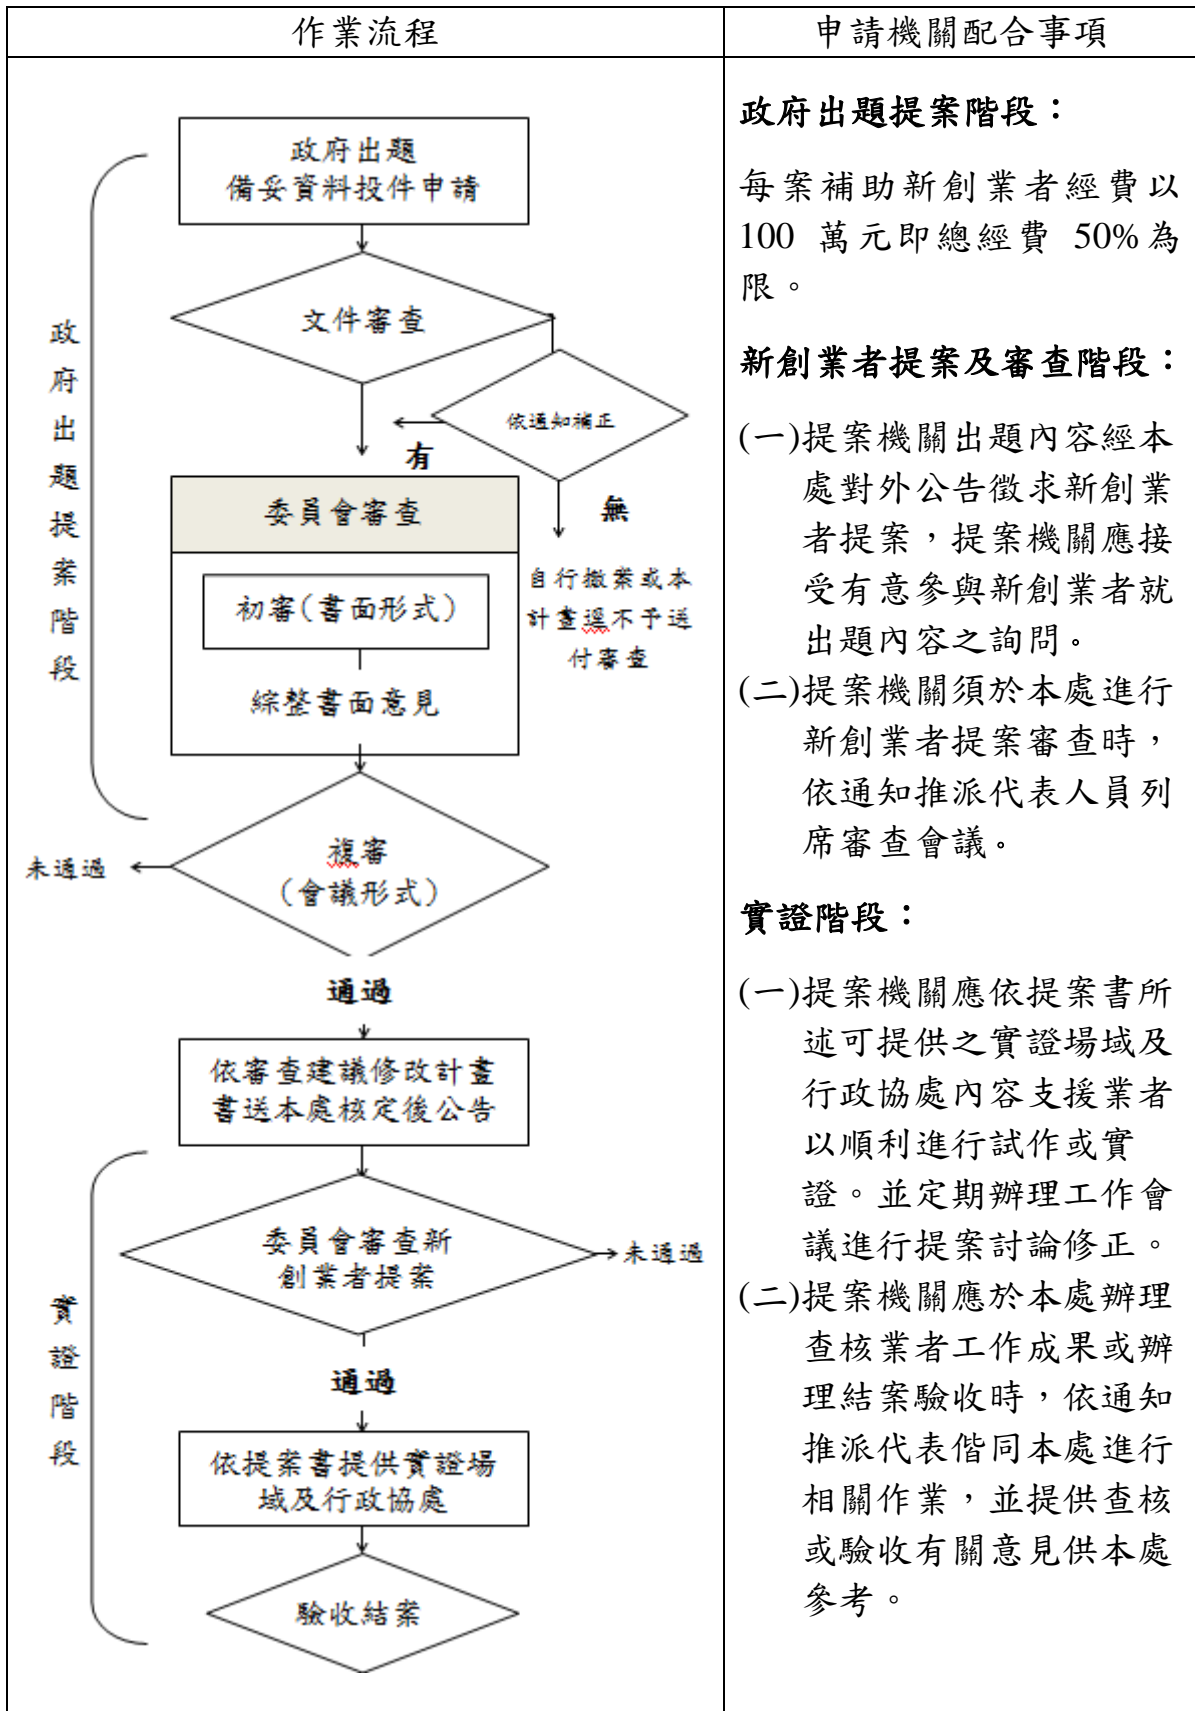 作業流程
申請機關配合事項
政府出題提案階段
政府出題
備妥資料投件申請
文件審查
依通知補正
有
無
委員會審查
初審(書面形式)
綜整書面意見
自行撤案或本
計畫逕不予送
付審查
複審
(會議形式)
未通過
通過
依審查建議修改計畫
書送本處核定後公告
實證階段
委員會審查新
創業者提案
未通過
通過
依提案書提供實證場
域及行政協處
驗收結案
政府出題提案階段：
每案補助新創業者經費以
100 萬元即總經費 50%為
限。
新創業者提案及審查階段：
(一)提案機關出題內容經本
處對外公告徵求新創業
者提案，提案機關應接
受有意參與新創業者就
出題內容之詢問。
(二)提案機關須於本處進行
新創業者提案審查時，
依通知推派代表人員列
席審查會議。
實證階段：
(一)提案機關應依提案書所
述可提供之實證場域及
行政協處內容支援業者
以順利進行試作或實
證。並定期辦理工作會
議進行提案討論修正。
(二)提案機關應於本處辦理
查核業者工作成果或辦
理結案驗收時，依通知
推派代表偕同本處進行
相關作業，並提供查核
或驗收有關意見供本處
參考。